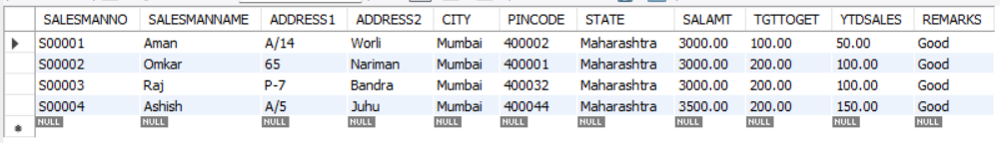 SALESMANNO SALESMANNAME ADDRESS1 ADDRESS2 CITY PINCODE STATE SALAMT TGTTOGET YTDSALES REMARKS
S00001 Aman A/14 Worli Mumbai 400002 Maharashtra 3000.00 100.00 50.00 Good
S00002 Omkar 65 Nariman Mumbai 400001 Maharashtra 3000.00 200.00 100.00 Good
S00003 Raj P-7 Bandra Mumbai 400032 Maharashtra 3000.00 200.00 100.00 Good
S00004 Ashish A/5 Juhu Mumbai 400044 Maharashtra 3500.00 200.00 150.00 Good
NULL NULL NULL NULL NULL NULL NULL NULL NULL NULL NULL